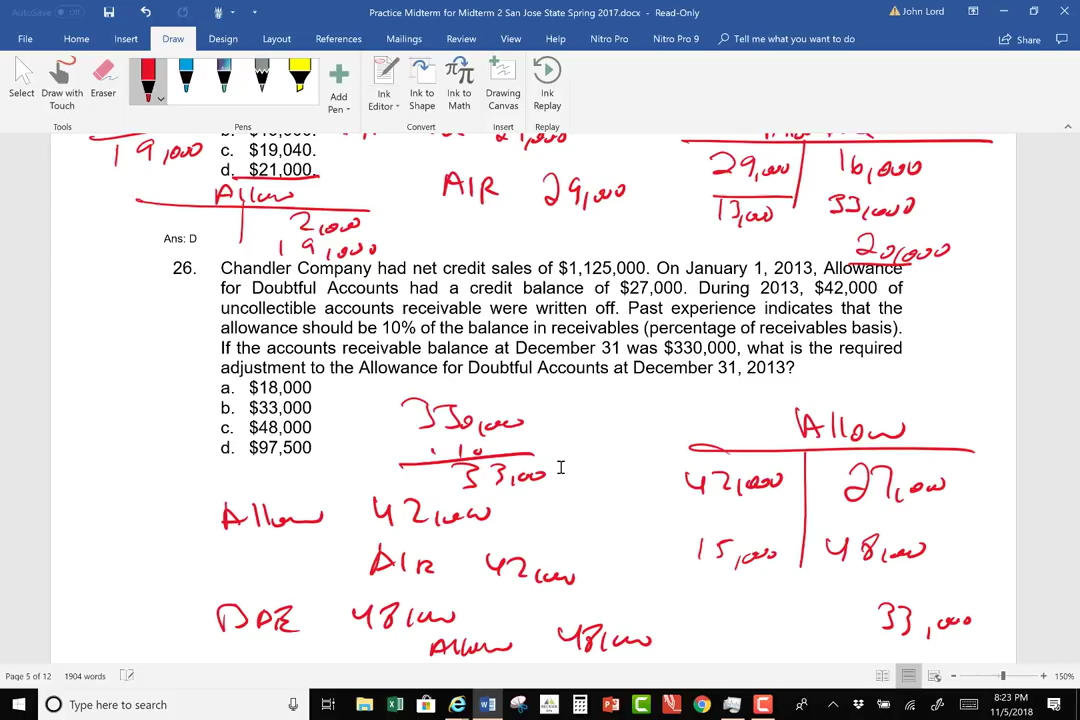 AutoSave Off
Practice Midterm for Midterm 2 San Jose State Spring 2017.docx - Read-Only
John Lord
File Home Insert Draw Design Layout References Mailings Review View Help Nitro Pro Nitro Pro 9 Tell me what you want to do Share
Select Draw with Touch Eraser Add Pen Ink Editor Ink to Shape Ink to Math Drawing Canvas Ink Replay
Tools Pens Convert Insert Replay
19,000
c. $19,040.
d. $21,000.
AIR 29,000
29,000 16,000
13,000 33,000
20,000
Allow
2,000
19,000
Ans: D
26. Chandler Company had net credit sales of $1,125,000. On January 1, 2013, Allowance
for Doubtful Accounts had a credit balance of $27,000. During 2013, $42,000 of
uncollectible accounts receivable were written off. Past experience indicates that the
allowance should be 10% of the balance in receivables (percentage of receivables basis).
If the accounts receivable balance at December 31 was $330,000, what is the required
adjustment to the Allowance for Doubtful Accounts at December 31, 2013?
a. $18,000
b. $33,000
c. $48,000
d. $97,500
330,000
.10
33,000
Allow 42,000
AIR 42,000
BDE 48,000
Allow 48,000
Allow
42,000 27,000
15,000 48,000
33,000
Page 5 of 12 1904 words 150%
Type here to search
8:23 PM
11/5/2018